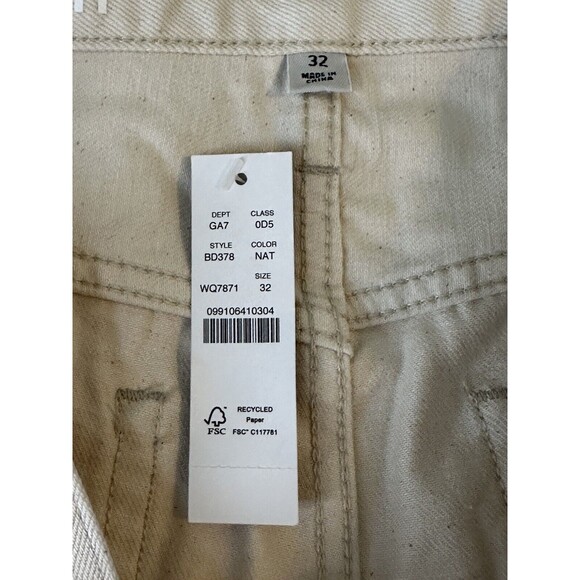 32
MADE IN
CHINA
DEPT CLASS
GA7 0D5
STYLE COLOR
BD378 NAT
SIZE
WQ7871 32
099106410304
FSC
RECYCLED
Paper
FSC® C117781